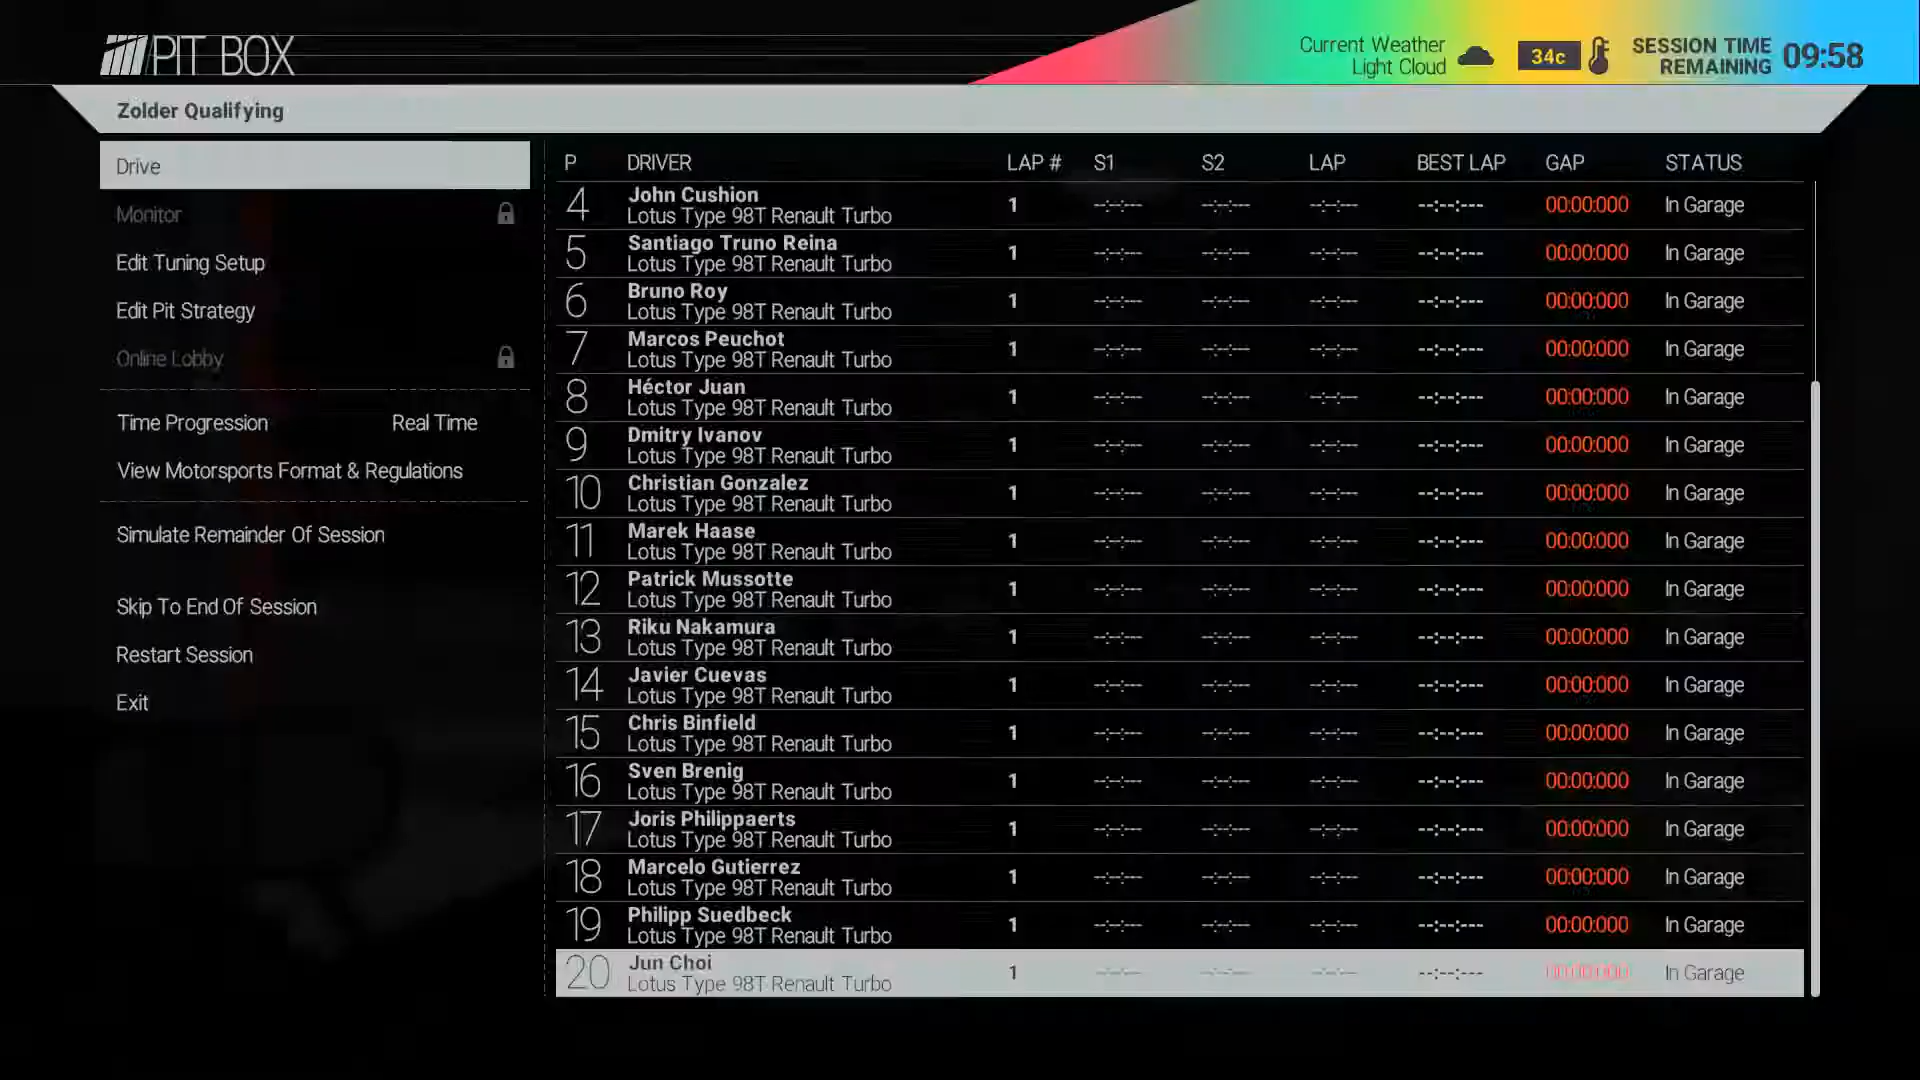 PIT BOX
Current Weather
Light Cloud
34c
SESSION TIME
REMAINING
09:58
Zolder Qualifying
Drive
Monitor
Edit Tuning Setup
Edit Pit Strategy
Online Lobby
Time Progression Real Time
View Motorsports Format & Regulations
Simulate Remainder Of Session
Skip To End Of Session
Restart Session
Exit
P DRIVER LAP # S1 S2 LAP BEST LAP GAP STATUS
4 John Cushion 1 --:--:--- --:--:--- --:--:--- --:--:--- 00:00:000 In Garage
Lotus Type 98T Renault Turbo
5 Santiago Truno Reina 1 --:--:--- --:--:--- --:--:--- --:--:--- 00:00:000 In Garage
Lotus Type 98T Renault Turbo
6 Bruno Roy 1 --:--:--- --:--:--- --:--:--- --:--:--- 00:00:000 In Garage
Lotus Type 98T Renault Turbo
7 Marcos Peuchot 1 --:--:--- --:--:--- --:--:--- --:--:--- 00:00:000 In Garage
Lotus Type 98T Renault Turbo
8 Héctor Juan 1 --:--:--- --:--:--- --:--:--- --:--:--- 00:00:000 In Garage
Lotus Type 98T Renault Turbo
9 Dmitry Ivanov 1 --:--:--- --:--:--- --:--:--- --:--:--- 00:00:000 In Garage
Lotus Type 98T Renault Turbo
10 Christian Gonzalez 1 --:--:--- --:--:--- --:--:--- --:--:--- 00:00:000 In Garage
Lotus Type 98T Renault Turbo
11 Marek Haase 1 --:--:--- --:--:--- --:--:--- --:--:--- 00:00:000 In Garage
Lotus Type 98T Renault Turbo
12 Patrick Mussotte 1 --:--:--- --:--:--- --:--:--- --:--:--- 00:00:000 In Garage
Lotus Type 98T Renault Turbo
13 Riku Nakamura 1 --:--:--- --:--:--- --:--:--- --:--:--- 00:00:000 In Garage
Lotus Type 98T Renault Turbo
14 Javier Cuevas 1 --:--:--- --:--:--- --:--:--- --:--:--- 00:00:000 In Garage
Lotus Type 98T Renault Turbo
15 Chris Binfield 1 --:--:--- --:--:--- --:--:--- --:--:--- 00:00:000 In Garage
Lotus Type 98T Renault Turbo
16 Sven Brenig 1 --:--:--- --:--:--- --:--:--- --:--:--- 00:00:000 In Garage
Lotus Type 98T Renault Turbo
17 Joris Philippaerts 1 --:--:--- --:--:--- --:--:--- --:--:--- 00:00:000 In Garage
Lotus Type 98T Renault Turbo
18 Marcelo Gutierrez 1 --:--:--- --:--:--- --:--:--- --:--:--- 00:00:000 In Garage
Lotus Type 98T Renault Turbo
19 Philipp Suedbeck 1 --:--:--- --:--:--- --:--:--- --:--:--- 00:00:000 In Garage
Lotus Type 98T Renault Turbo
20 Jun Choi 1 --:--:--- --:--:--- --:--:--- --:--:--- 00:00:000 In Garage
Lotus Type 98T Renault Turbo